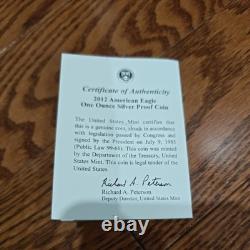 Certificate of Authenticity
2012 American Eagle
One Ounce Silver Proof Coin
The United States Mint certifies that
this is a genuine coin, struck in accordance
with legislation passed by Congress and
signed by the President on July 9, 1985
(Public Law 99-61). This coin was minted
by the Department of the Treasury, United
States Mint. This coin is legal tender of
the United States.
Richard A. Peterson
Richard A. Peterson
Deputy Director, United States Mint